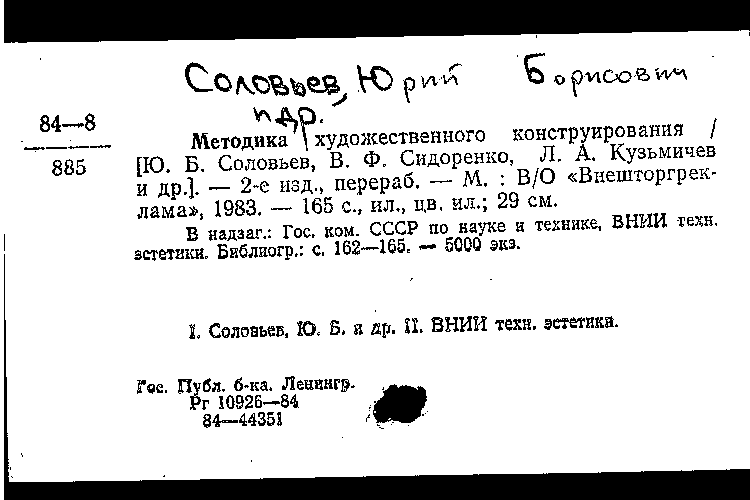 Соловьев, Юрий Борисович
и др.
84—8
885
Методика художественного конструирования /
[Ю. Б. Соловьев, В. Ф. Сидоренко, Л. А. Кузьмичев
и др.]. — 2-е изд., перераб. — М. : В/О «Внешторгрек-
лама», 1983. — 165 с., ил., цв. ил.; 29 см.
В надзаг.: Гос. ком. СССР по науке и технике, ВНИИ техн.
эстетики. Библиогр.: с. 162—165. — 5000 экз.
I. Соловьев, Ю. Б. и др. II. ВНИИ техн. эстетики.
Гос. Публ. б-ка. Ленингр.
Рг 10926—84
84—44351